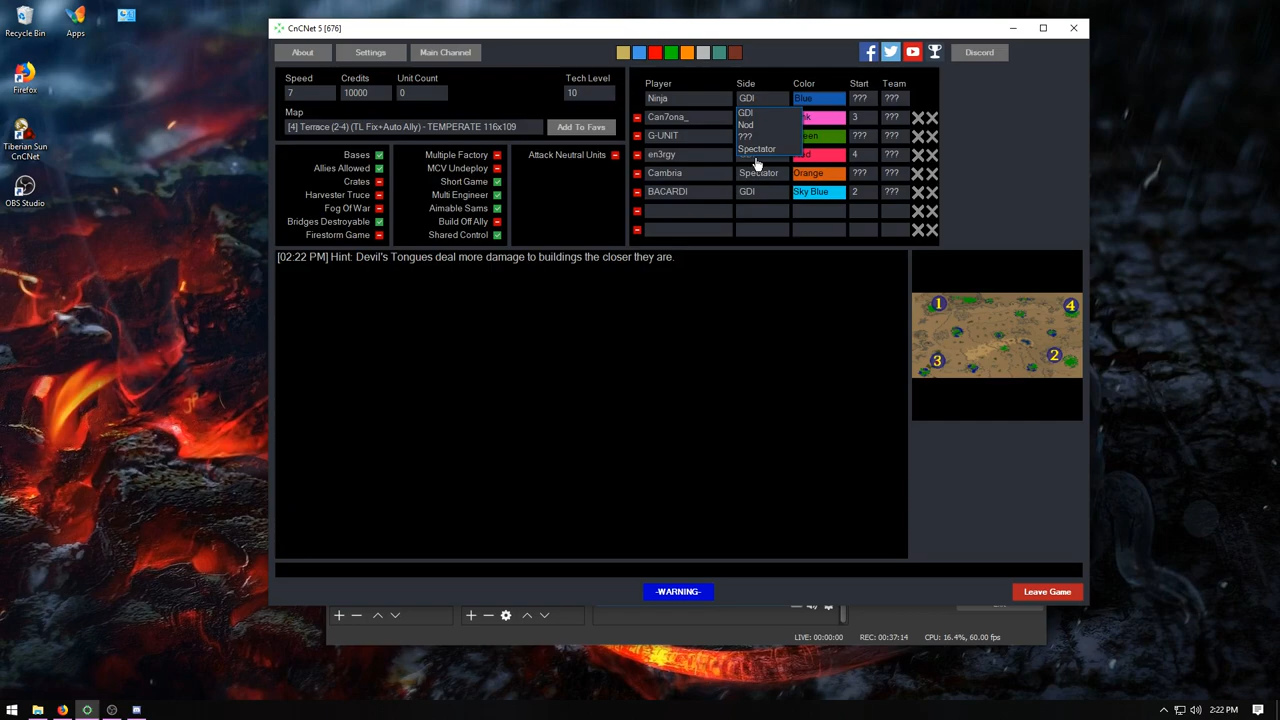 Recycle Bin
Apps
Firefox
Tiberian Sun
CnCNet
OBS Studio
CnCNet 5 [676]
About
Settings
Main Channel
Discord
Speed
Credits
Unit Count
Tech Level
7
10000
0
10
Map
[4] Terrace (2-4) (TL Fix+Auto Ally) - TEMPERATE 116x109
Add To Favs
Bases
Allies Allowed
Crates
Harvester Truce
Fog Of War
Bridges Destroyable
Firestorm Game
Multiple Factory
MCV Undeploy
Short Game
Multi Engineer
Aimable Sams
Build Off Ally
Shared Control
Attack Neutral Units
Player Side Color Start Team
Ninja GDI Blue ??? ???
Can7ona_ 3 ???
G-UNIT ??? ???
en3rgy 4 ???
Cambria Spectator Orange ??? ???
BACARDI GDI Sky Blue 2 ???
GDI
Nod
???
Spectator
[02:22 PM] Hint: Devil's Tongues deal more damage to buildings the closer they are.
1
4
3
2
-WARNING-
Leave Game
LIVE: 00:00:00
REC: 00:37:14
CPU: 16.4%, 60.00 fps
2:22 PM